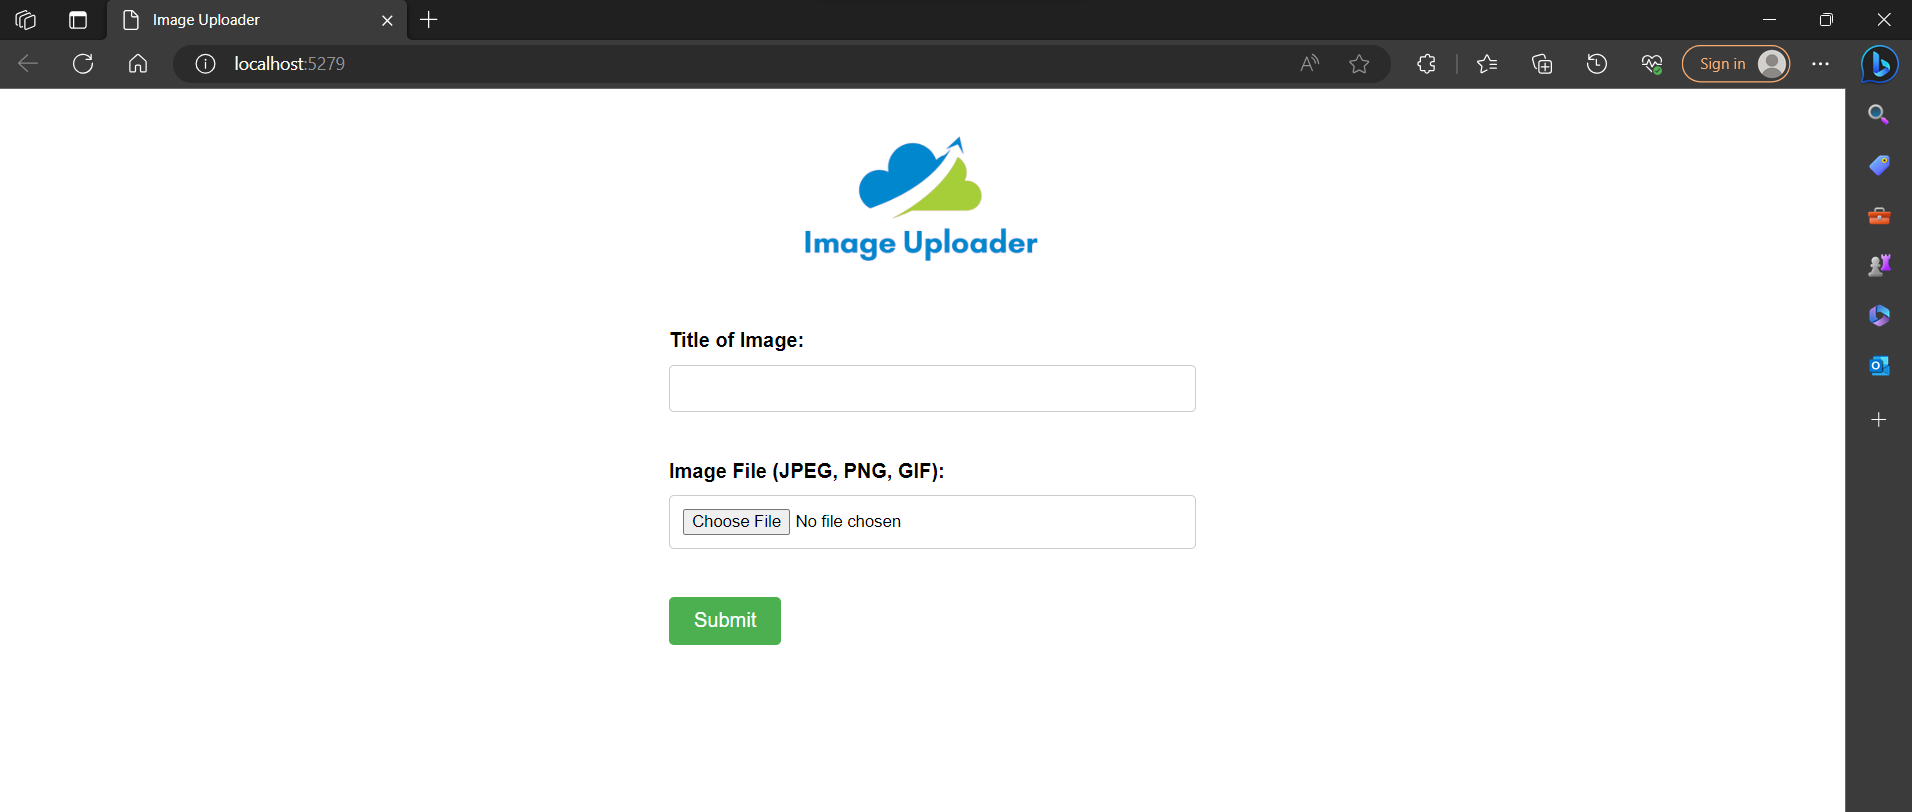 Image Uploader
localhost:5279
Sign in
Image Uploader
Title of Image:
Image File (JPEG, PNG, GIF):
Choose File No file chosen
Submit